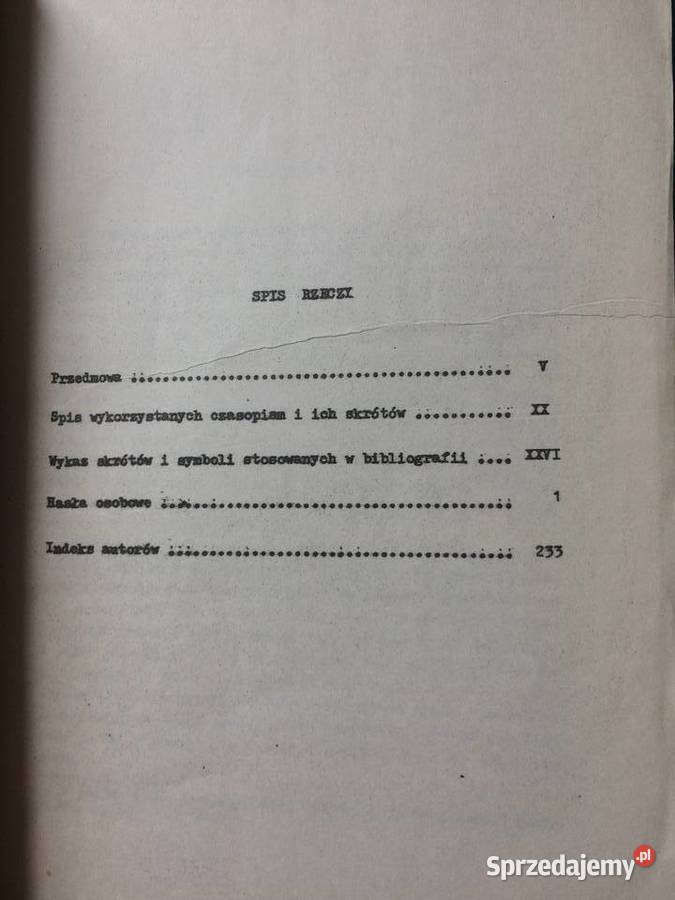 SPIS RZECZY
Przedmowa ................................................ V
Spis wykorzystanych czasopism i ich skrótów ............ XX
Wykaz skrótów i symboli stosowanych w bibliografii .... XXVI
Hasła osobowe ............................................ 1
Indeks autorów ........................................... 233
Sprzedajemy.pl